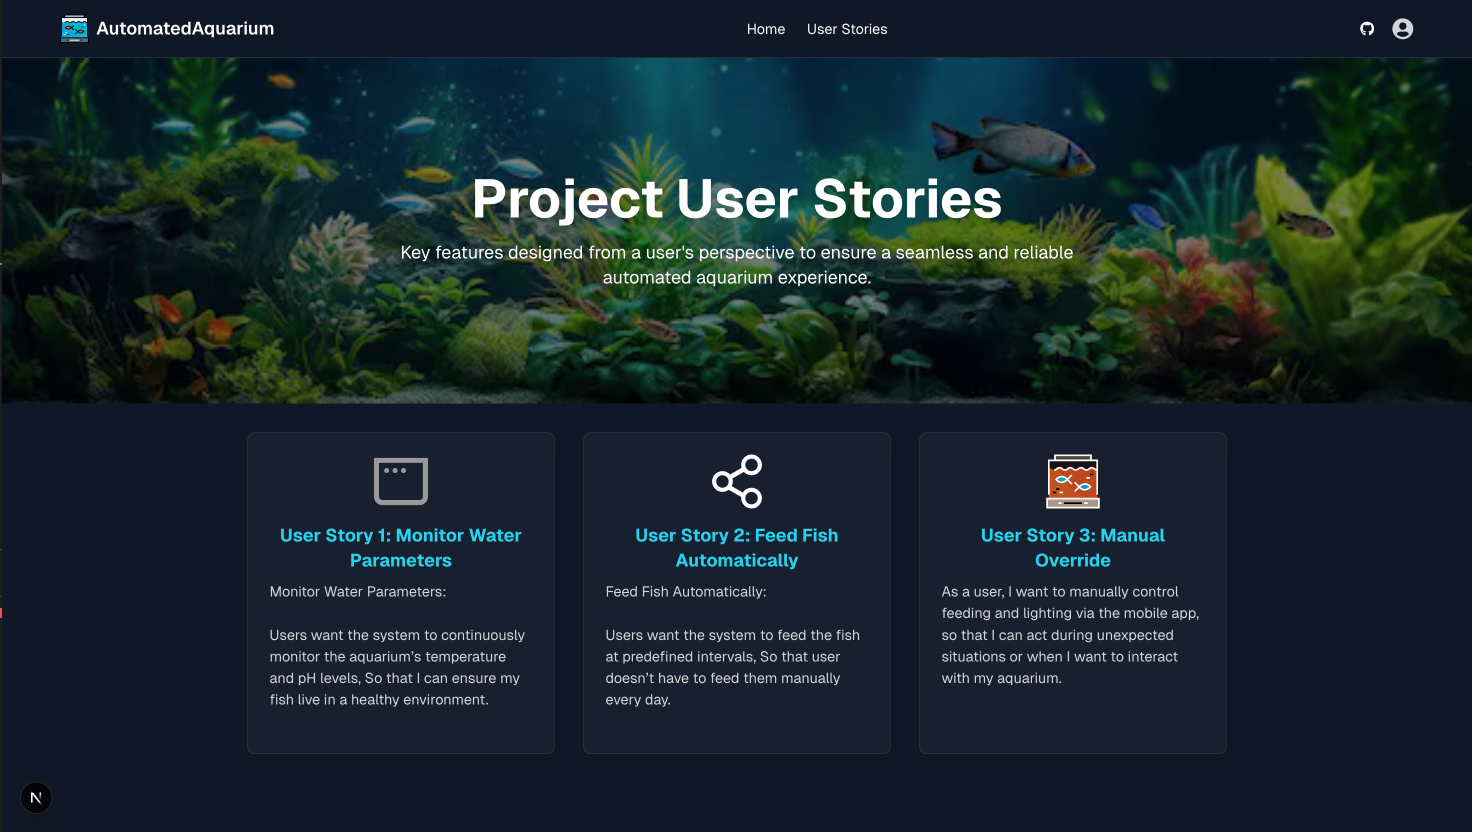 AutomatedAquarium
Home
User Stories
Project User Stories
Key features designed from a user's perspective to ensure a seamless and reliable
automated aquarium experience.
User Story 1: Monitor Water
Parameters
Monitor Water Parameters:
Users want the system to continuously
monitor the aquarium's temperature
and pH levels, So that I can ensure my
fish live in a healthy environment.
User Story 2: Feed Fish
Automatically
Feed Fish Automatically:
Users want the system to feed the fish
at predefined intervals, So that user
doesn't have to feed them manually
every day.
User Story 3: Manual
Override
As a user, I want to manually control
feeding and lighting via the mobile app,
so that I can act during unexpected
situations or when I want to interact
with my aquarium.
N